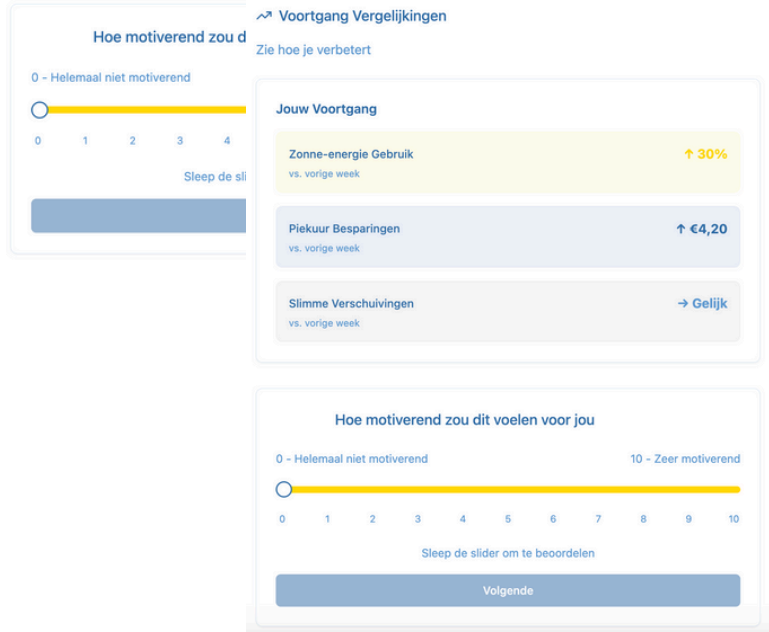 Hoe motiverend zou d
0 - Helemaal niet motiverend
0 1 2 3 4
Sleep de sli
Voortgang Vergelijkingen
Zie hoe je verbetert
Jouw Voortgang
Zonne-energie Gebruik ↑ 30%
vs. vorige week
Piekuur Besparingen ↑ €4,20
vs. vorige week
Slimme Verschuivingen → Gelijk
vs. vorige week
Hoe motiverend zou dit voelen voor jou
0 - Helemaal niet motiverend 10 - Zeer motiverend
0 1 2 3 4 5 6 7 8 9 10
Sleep de slider om te beoordelen
Volgende